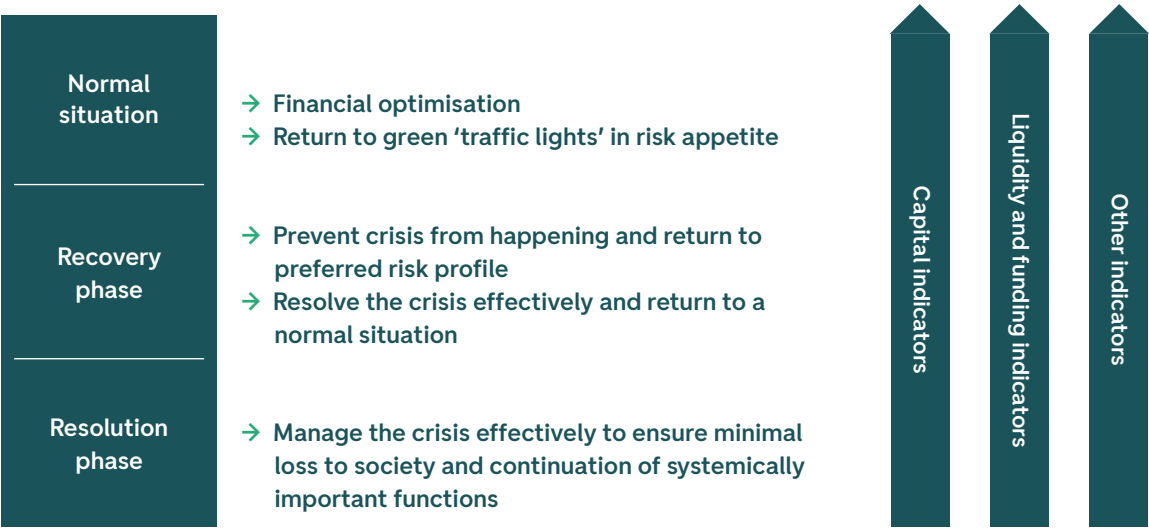 Normal
situation
→ Financial optimisation
→ Return to green ‘traffic lights’ in risk appetite
Recovery
phase
→ Prevent crisis from happening and return to
preferred risk profile
→ Resolve the crisis effectively and return to a
normal situation
Resolution
phase
→ Manage the crisis effectively to ensure minimal
loss to society and continuation of systemically
important functions
Capital indicators
Liquidity and funding indicators
Other indicators